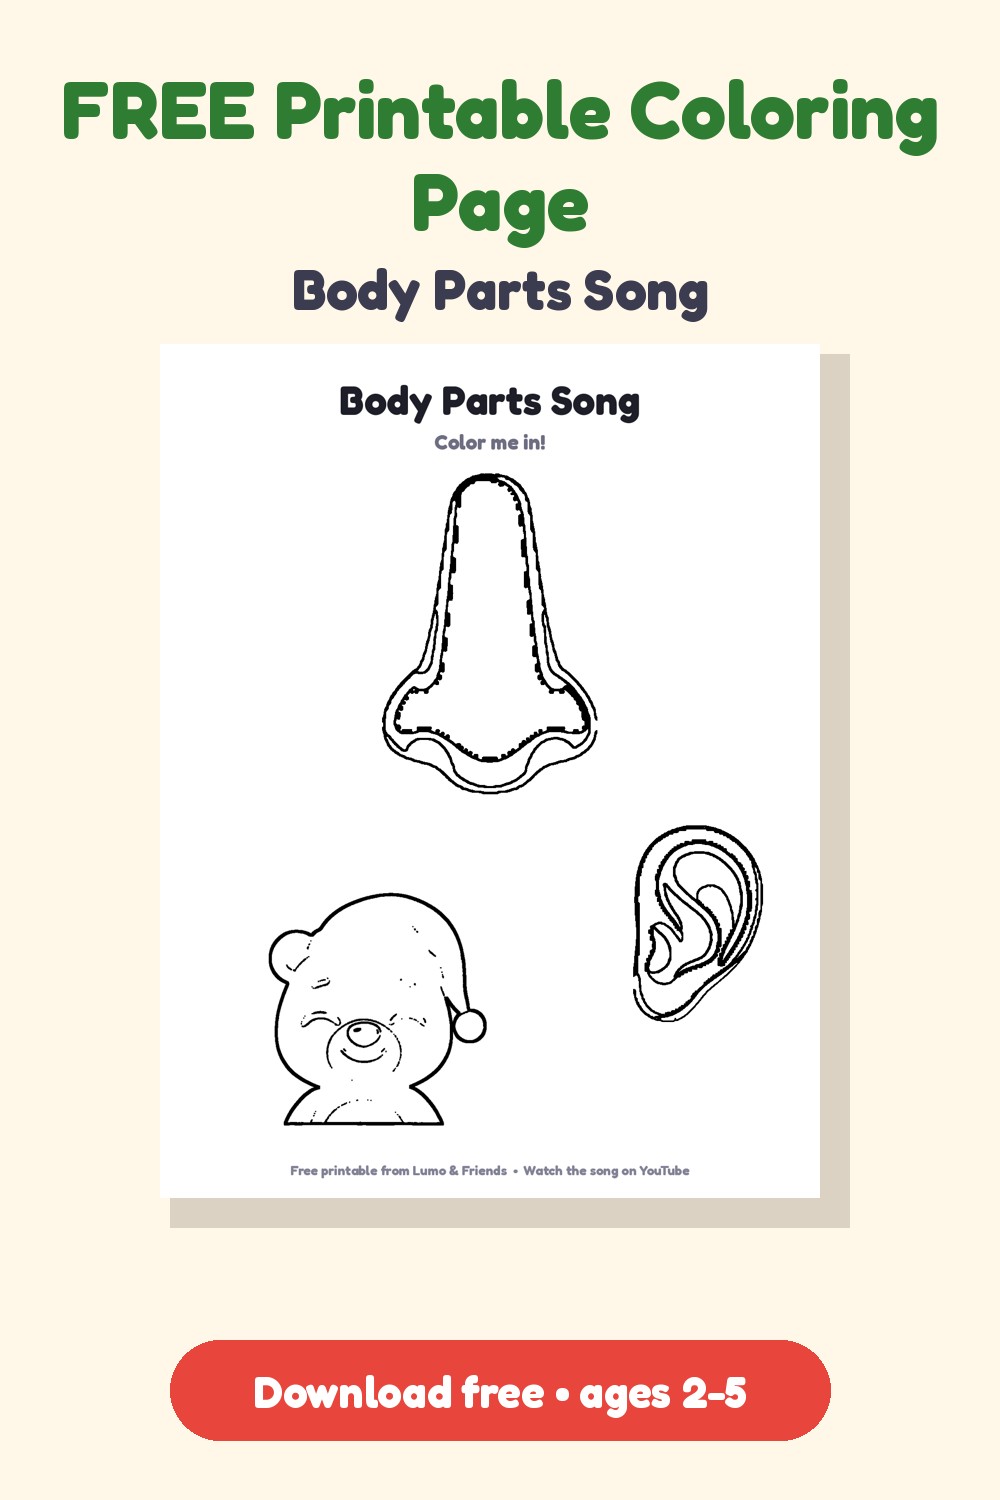 FREE Printable Coloring
Page
Body Parts Song
Body Parts Song
Color me in!
Free printable from Lumo & Friends • Watch the song on YouTube
Download free • ages 2-5